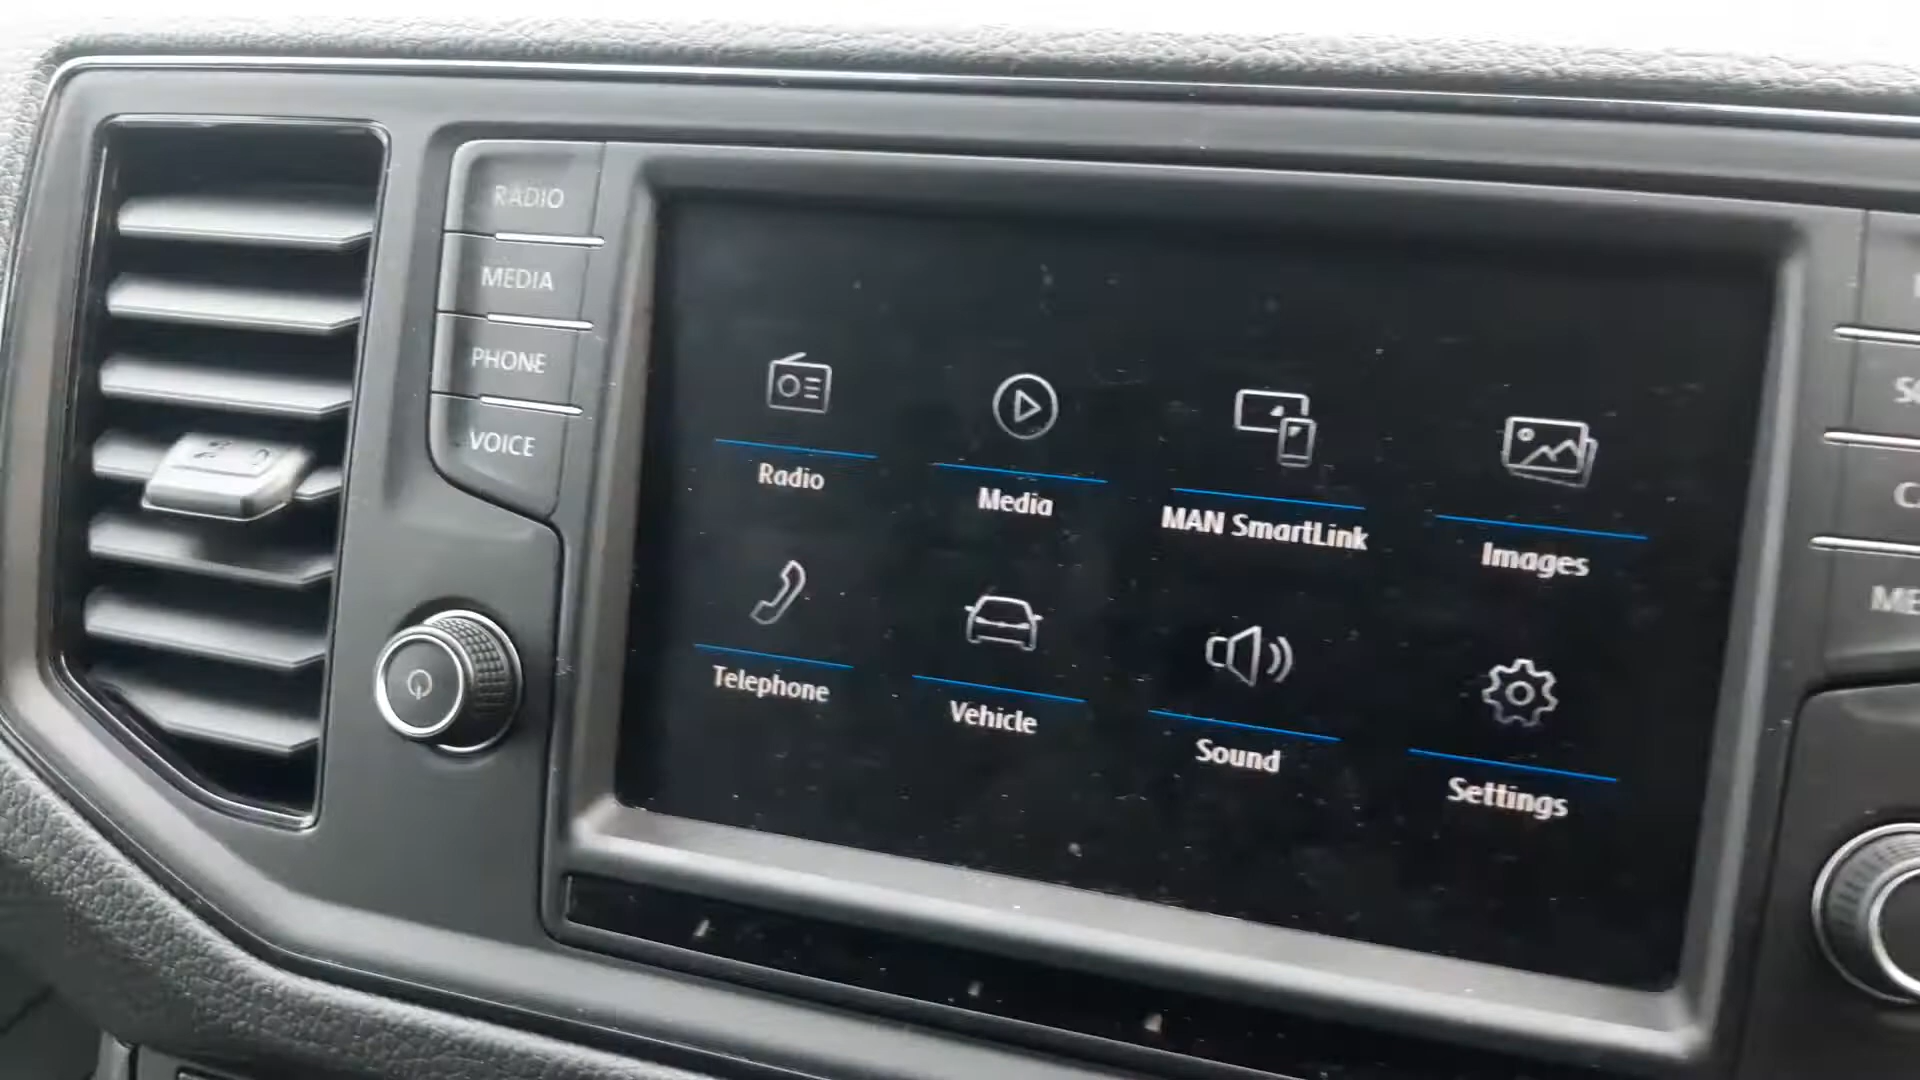 RADIO
MEDIA
PHONE
VOICE
Radio
Media
MAN SmartLink
Images
Telephone
Vehicle
Sound
Settings